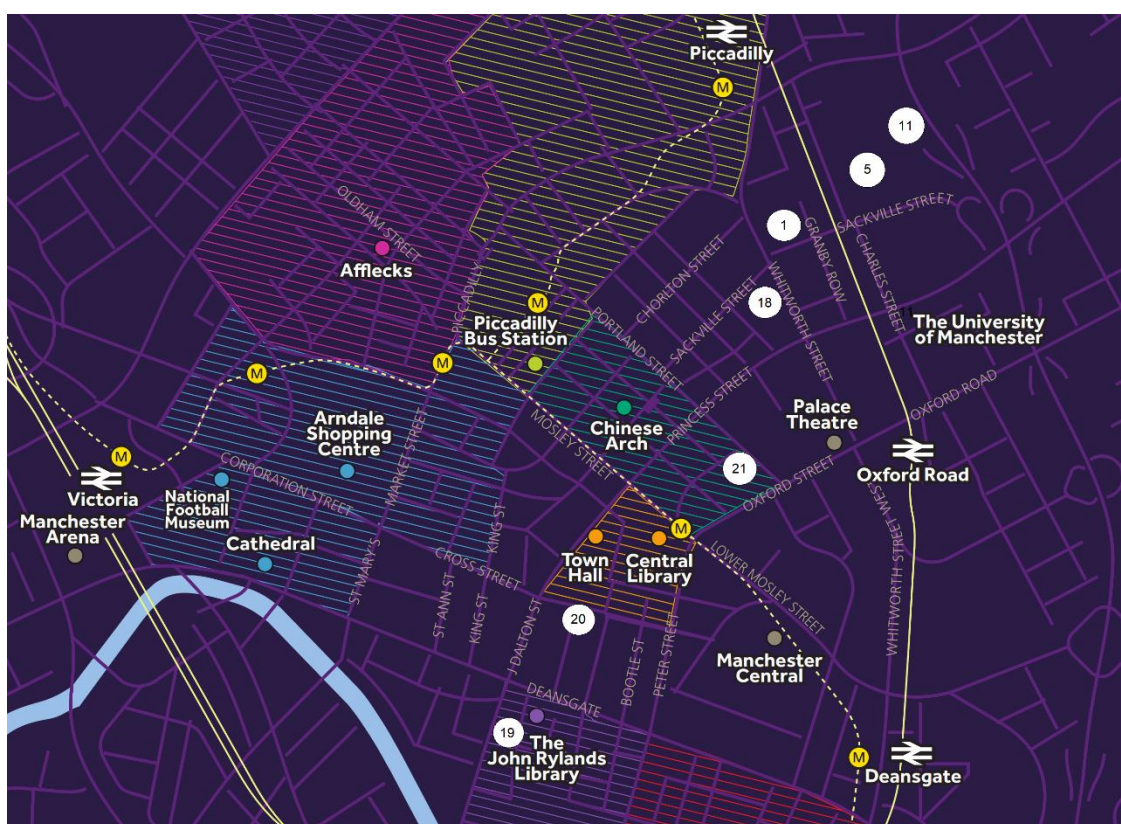 Piccadilly
M
11
5
OLDHAM STREET
Afflecks
SACKVILLE STREET
1
GRANBY ROW
CHARLES STREET
WHITWORTH STREET
CHORLTON STREET
SACKVILLE STREET
18
M
PICCADILLY
Piccadilly
Bus Station
PORTLAND STREET
The University
of Manchester
M
M
PRINCESS STREET
OXFORD ROAD
Chinese
Arch
MOSLEY STREET
Palace
Theatre
Arndale
Shopping
Centre
MARKET STREET
M
Victoria
CORPORATION STREET
National
Football
Museum
21
OXFORD STREET
Oxford Road
Manchester
Arena
Cathedral
KING ST
CROSS STREET
ST MARY'S
M
Town
Hall
Central
Library
LOWER MOSLEY STREET
WHITWORTH STREET WEST
ST ANN ST
KING ST
J DALTON ST
20
BOOTLE ST
PETER STREET
Manchester
Central
DEANSGATE
19
The
John Rylands
Library
M
Deansgate